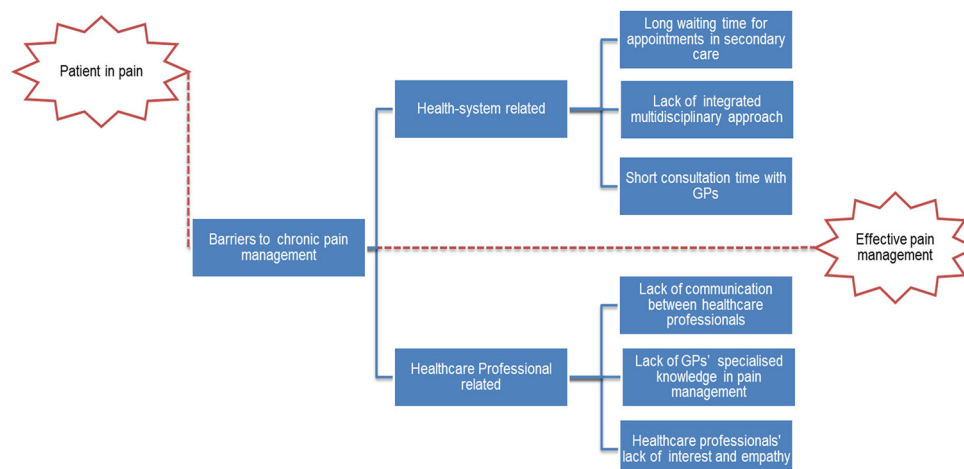 Patient in pain
Barriers to chronic pain
management
Health-system related
Long waiting time for
appointments in secondary
care
Lack of integrated
multidisciplinary approach
Short consultation time with
GPs
Effective pain
management
Healthcare Professional
related
Lack of communication
between healthcare
professionals
Lack of GPs' specialised
knowledge in pain
management
Healthcare professionals'
lack of interest and empathy